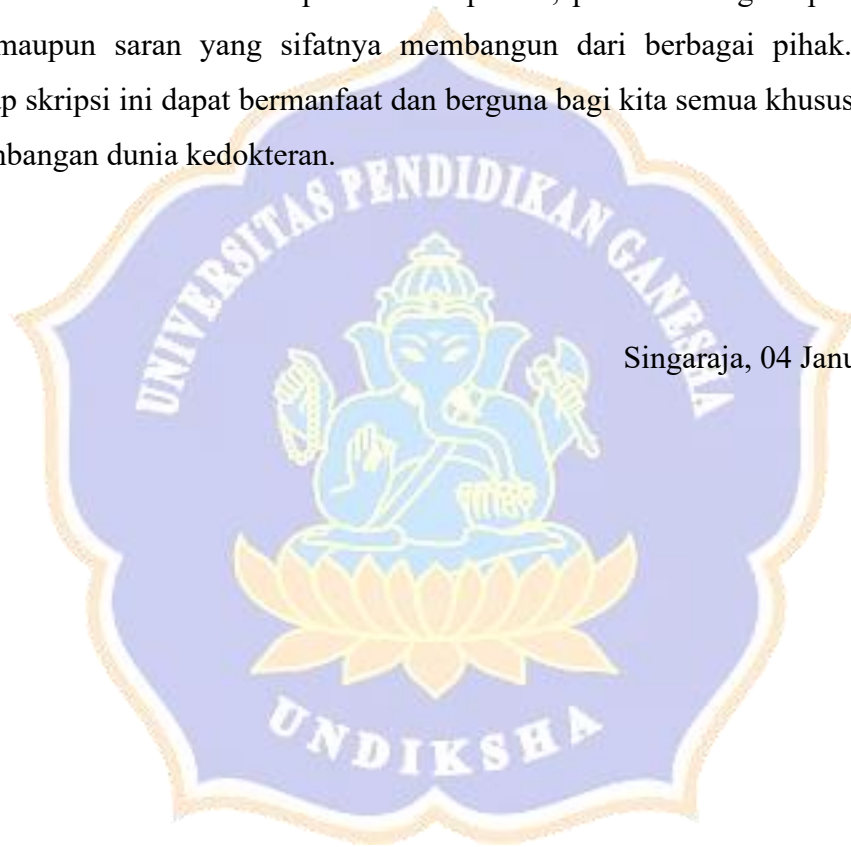 maupun saran yang sifatnya membangun dari berbagai pihak.
p skripsi ini dapat bermanfaat dan berguna bagi kita semua khusus
mbangan dunia kedokteran.
UNIVERSITAS PENDIDIKAN GANESHA
Singaraja, 04 Janu
UNDIKSHA